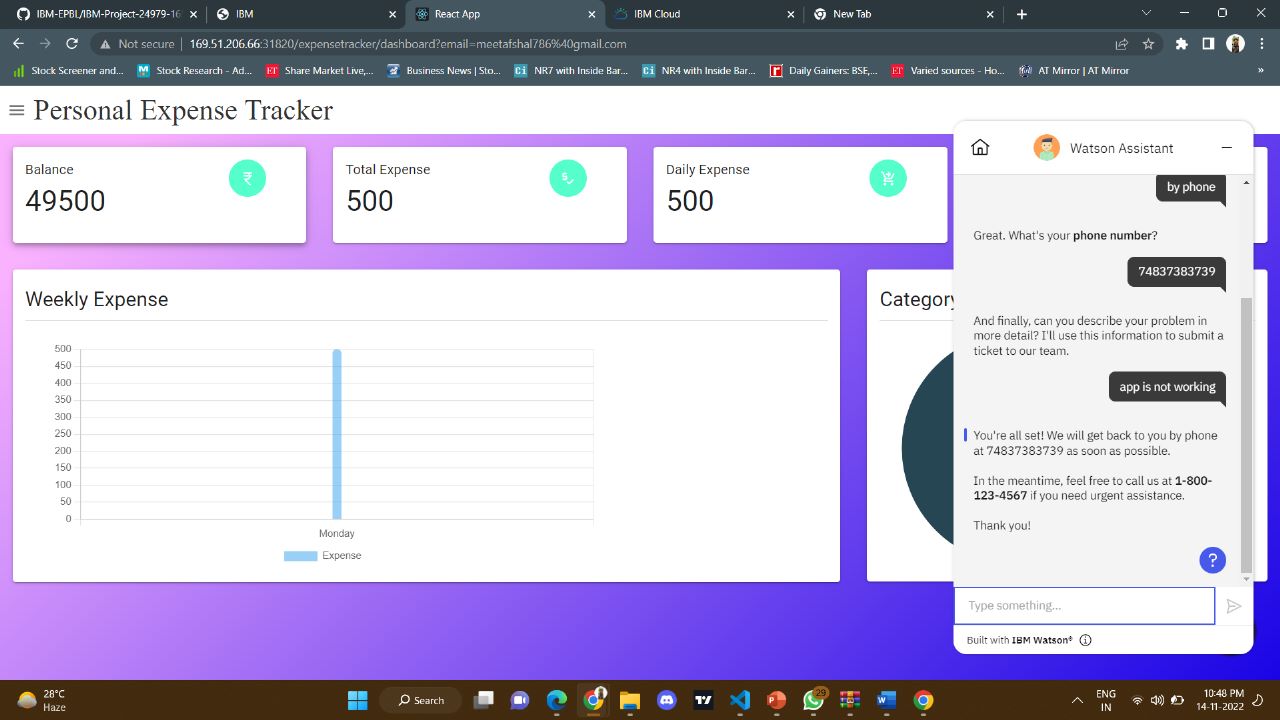 IBM-EPBL/IBM-Project-24979-16
IBM
React App
IBM Cloud
New Tab
Not secure | 169.51.206.66:31820/expensetracker/dashboard?email=meetafshal786%40gmail.com
Stock Screener and...
Stock Research - Ad...
Share Market Live,...
Business News | Sto...
NR7 with Inside Bar...
NR4 with Inside Bar...
Daily Gainers: BSE,...
Varied sources - Ho...
AT Mirror | AT Mirror
»
Personal Expense Tracker
Balance
49500
Total Expense
500
Daily Expense
500
Weekly Expense
500
450
400
350
300
250
200
150
100
50
0
Monday
Expense
Category
Watson Assistant
by phone
Great. What's your phone number?
74837383739
And finally, can you describe your problem in
more detail? I'll use this information to submit a
ticket to our team.
app is not working
You're all set! We will get back to you by phone
at 74837383739 as soon as possible.
In the meantime, feel free to call us at 1-800-
123-4567 if you need urgent assistance.
Thank you!
?
Type something...
Built with IBM Watson®
28°C
Haze
Search
29
ENG
IN
10:48 PM
14-11-2022